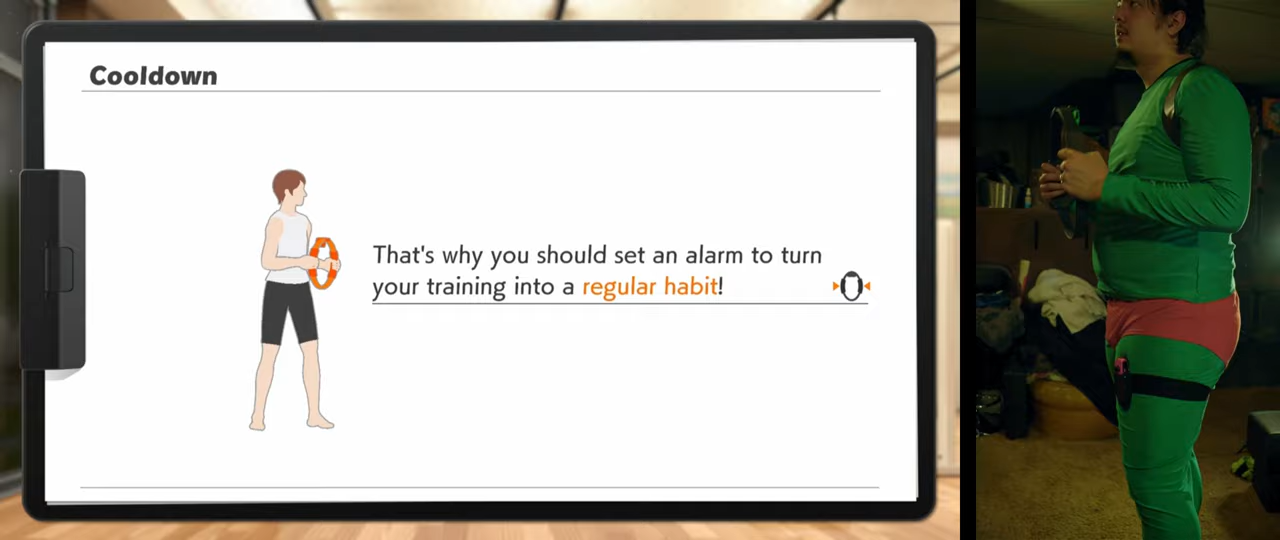 Cooldown
That's why you should set an alarm to turn
your training into a regular habit!